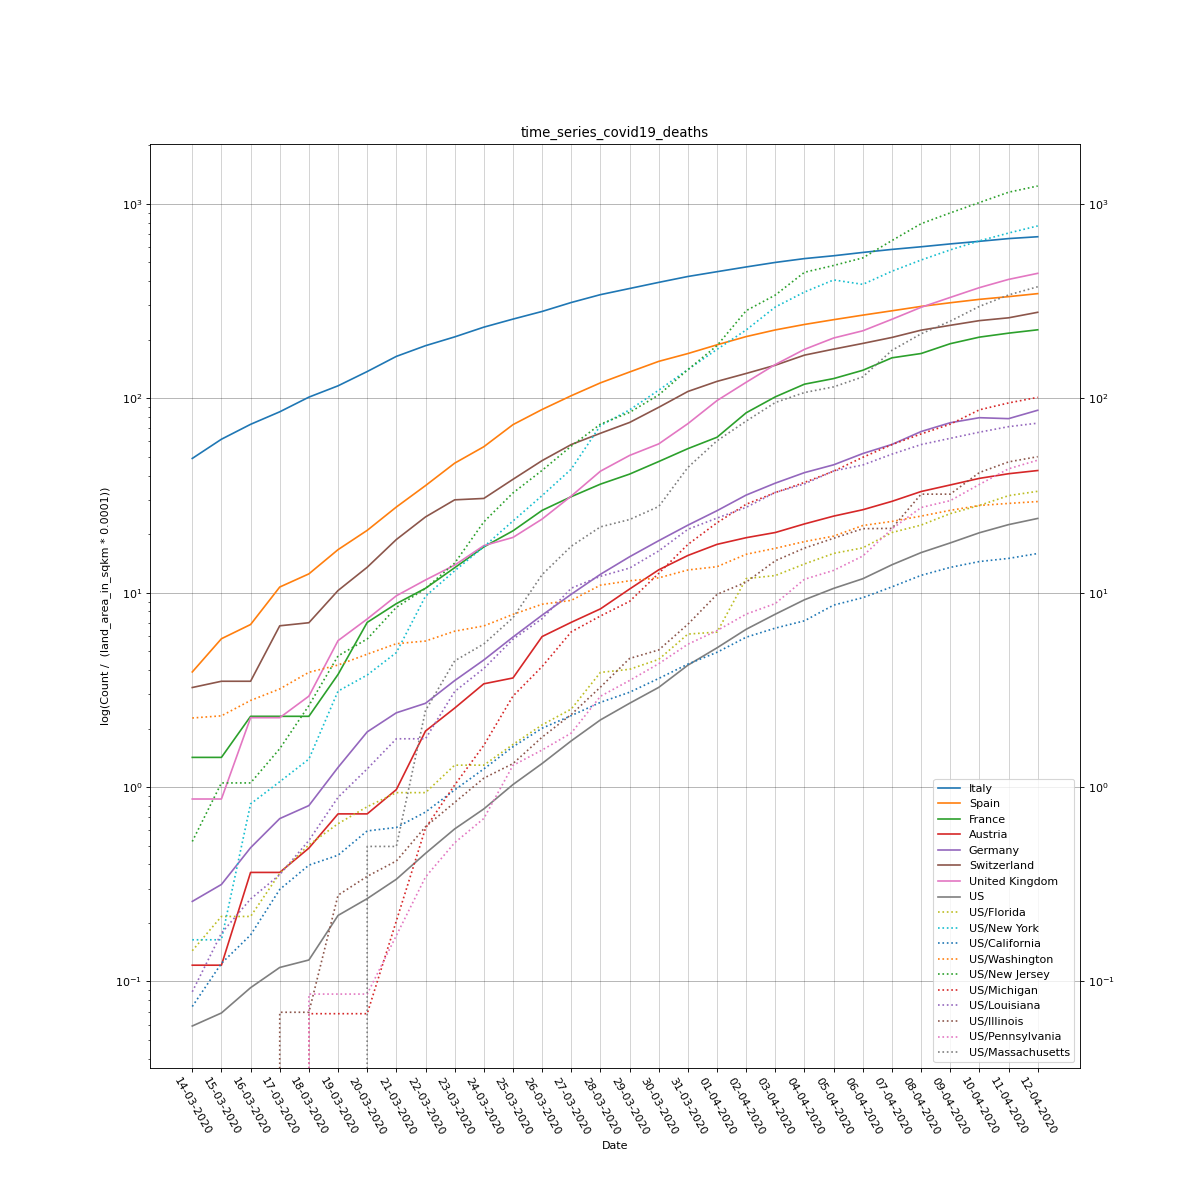 time_series_covid19_deaths
log(Count /  (land_area_in_sqkm * 0.0001))
10³
10²
10¹
10⁰
10⁻¹
10³
10²
10¹
10⁰
10⁻¹
Italy
Spain
France
Austria
Germany
Switzerland
United Kingdom
US
US/Florida
US/New York
US/California
US/Washington
US/New Jersey
US/Michigan
US/Louisiana
US/Illinois
US/Pennsylvania
US/Massachusetts
14-03-2020
15-03-2020
16-03-2020
17-03-2020
18-03-2020
19-03-2020
20-03-2020
21-03-2020
22-03-2020
23-03-2020
24-03-2020
25-03-2020
26-03-2020
27-03-2020
28-03-2020
29-03-2020
30-03-2020
31-03-2020
01-04-2020
02-04-2020
03-04-2020
04-04-2020
05-04-2020
06-04-2020
07-04-2020
08-04-2020
09-04-2020
10-04-2020
11-04-2020
12-04-2020
Date